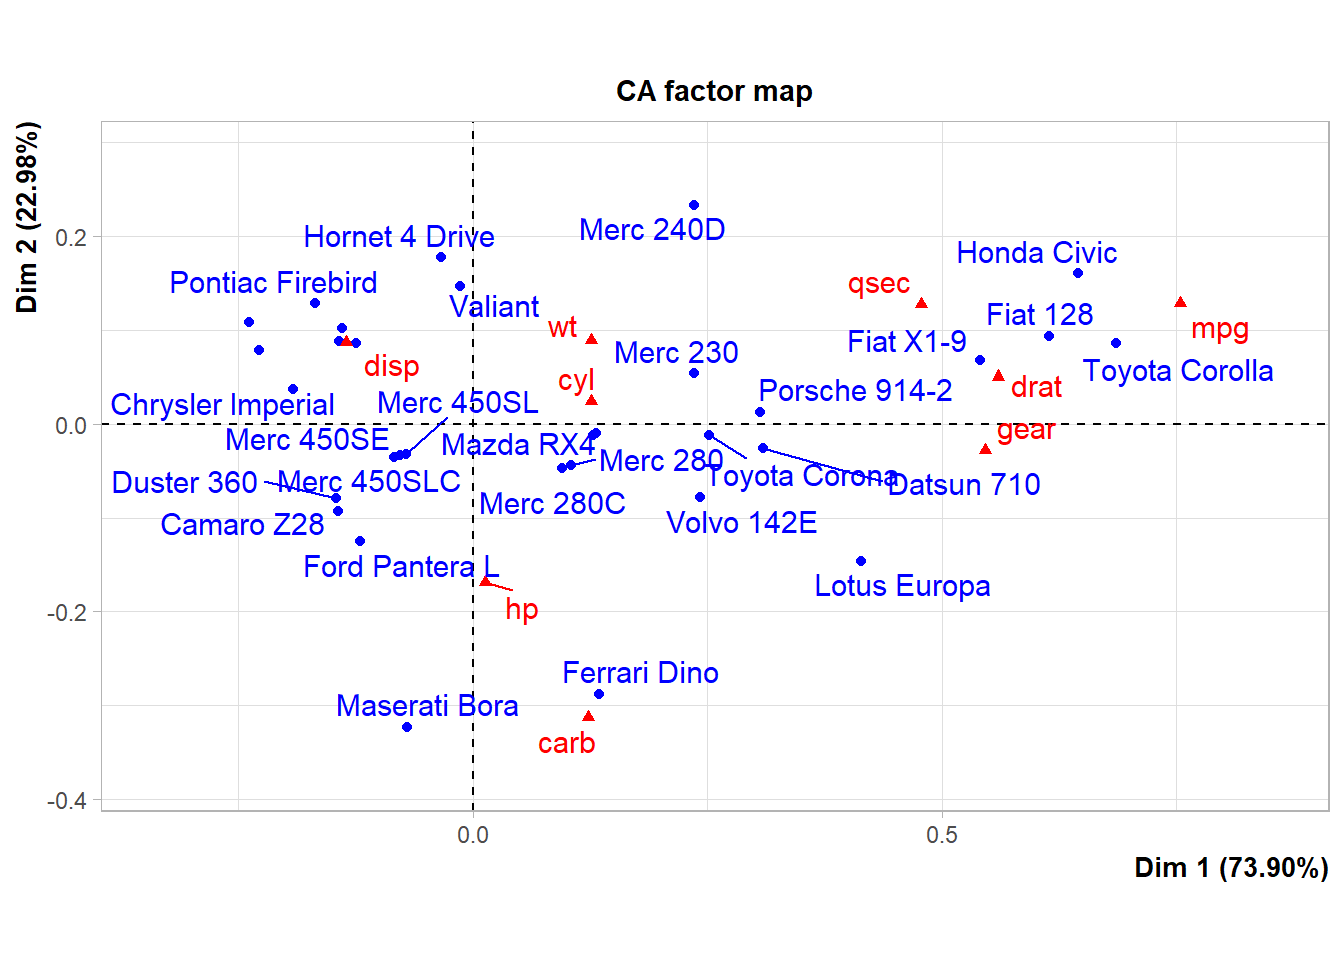 CA factor map
Dim 2 (22.98%)
0.2
0.0
-0.2
-0.4
Merc 240D
Hornet 4 Drive
Honda Civic
Pontiac Firebird
qsec
Valiant
Fiat 128
wt
mpg
Fiat X1-9
Merc 230
disp
Toyota Corolla
cyl
drat
Porsche 914-2
Chrysler Imperial
Merc 450SL
gear
Merc 450SE
Mazda RX4
Merc 280
Toyota Corona
Duster 360
Merc 450SLC
Datsun 710
Merc 280C
Camaro Z28
Volvo 142E
Ford Pantera L
Lotus Europa
hp
Ferrari Dino
Maserati Bora
carb
0.0
0.5
Dim 1 (73.90%)